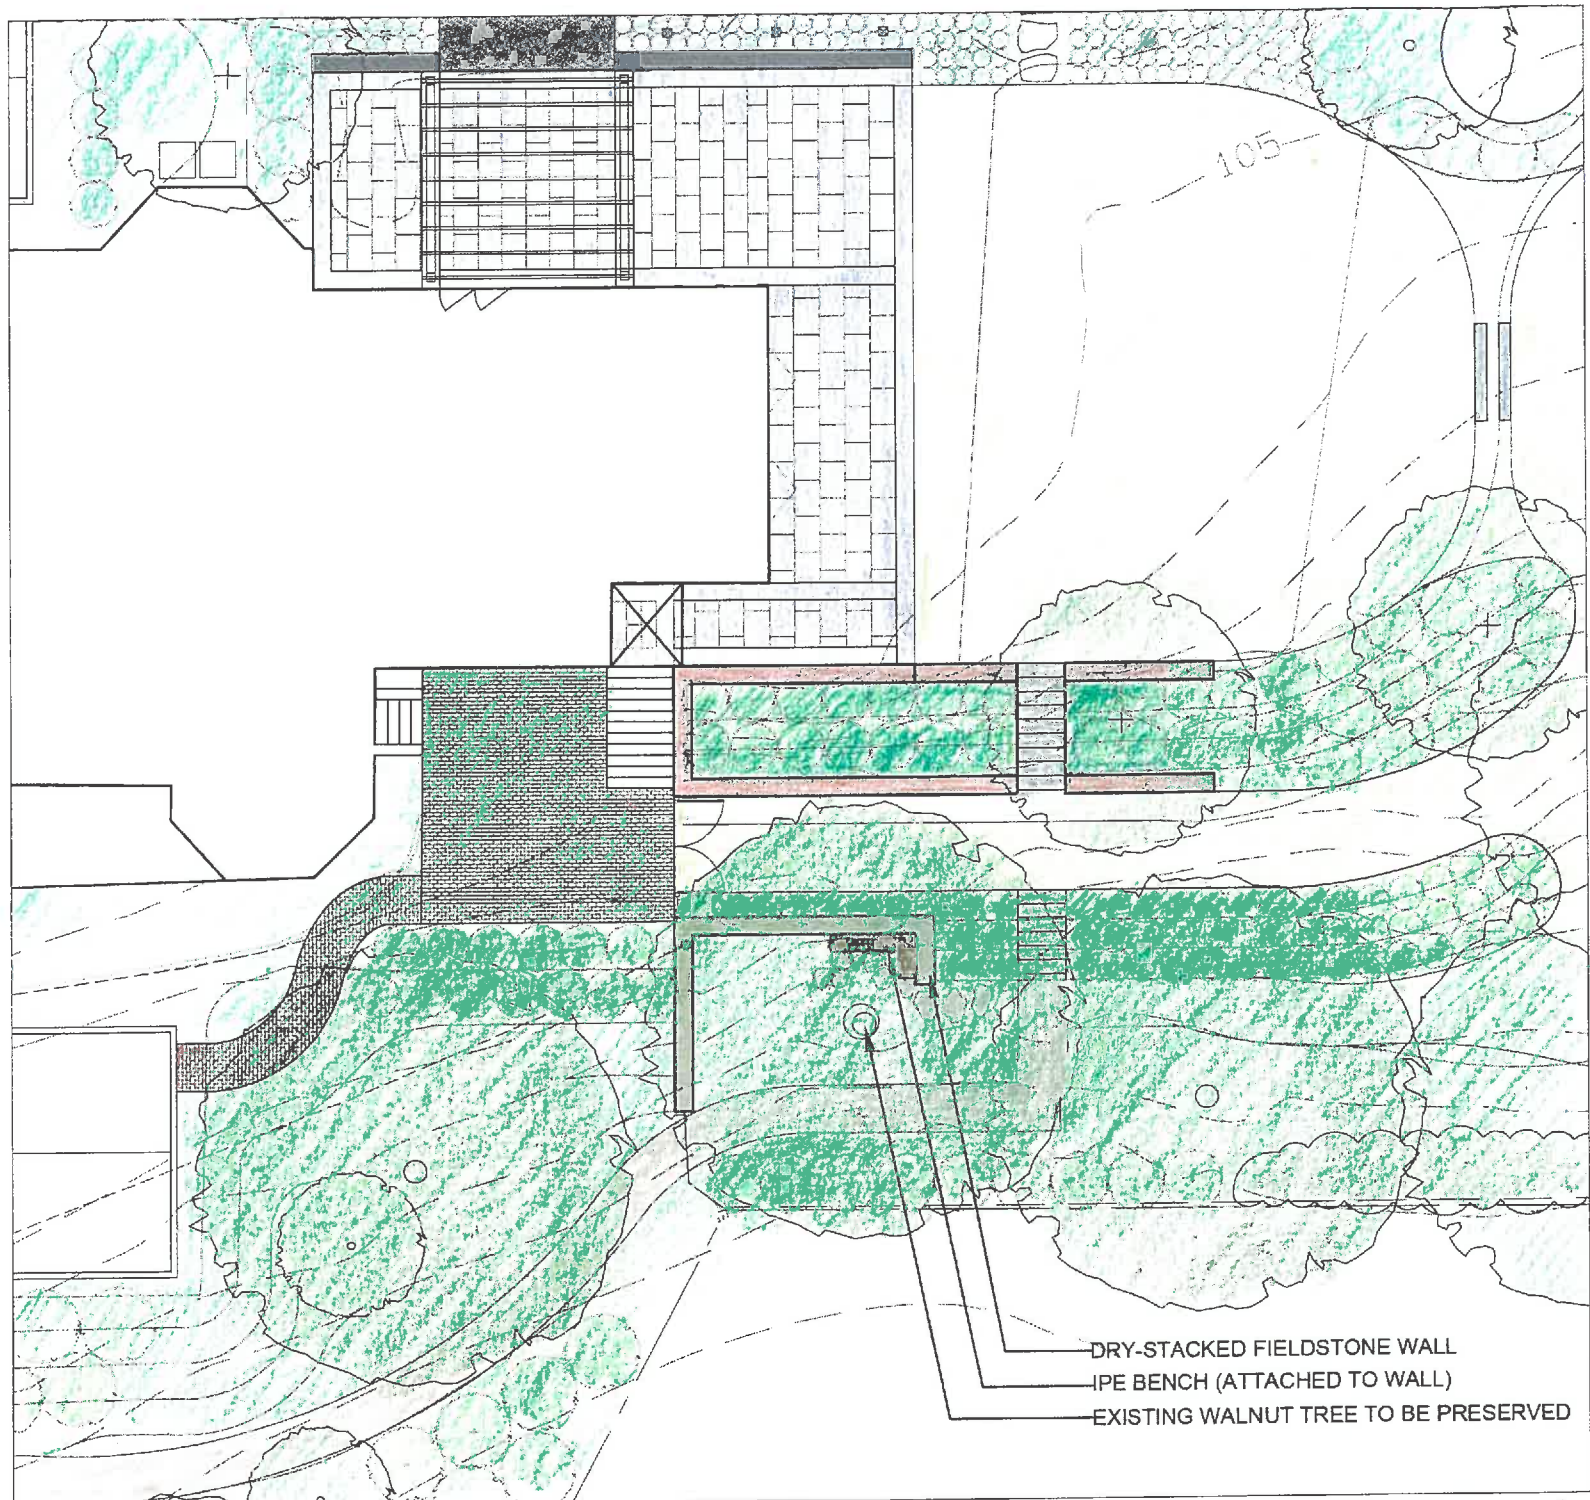 105
DRY-STACKED FIELDSTONE WALL
IPE BENCH (ATTACHED TO WALL)
EXISTING WALNUT TREE TO BE PRESERVED